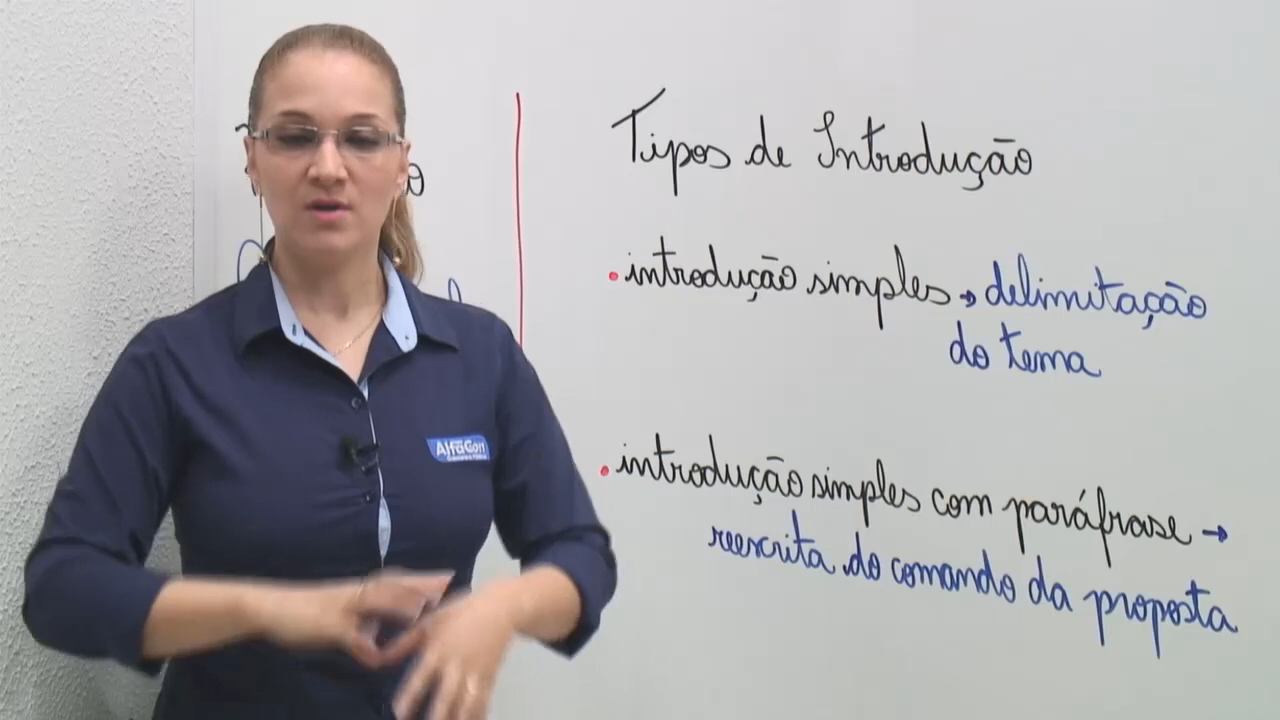 Tipos de Introdução
.introdução simples → delimitação
do tema
.introdução simples com paráfrase →
reescrita do comando da proposta
AlfaCon